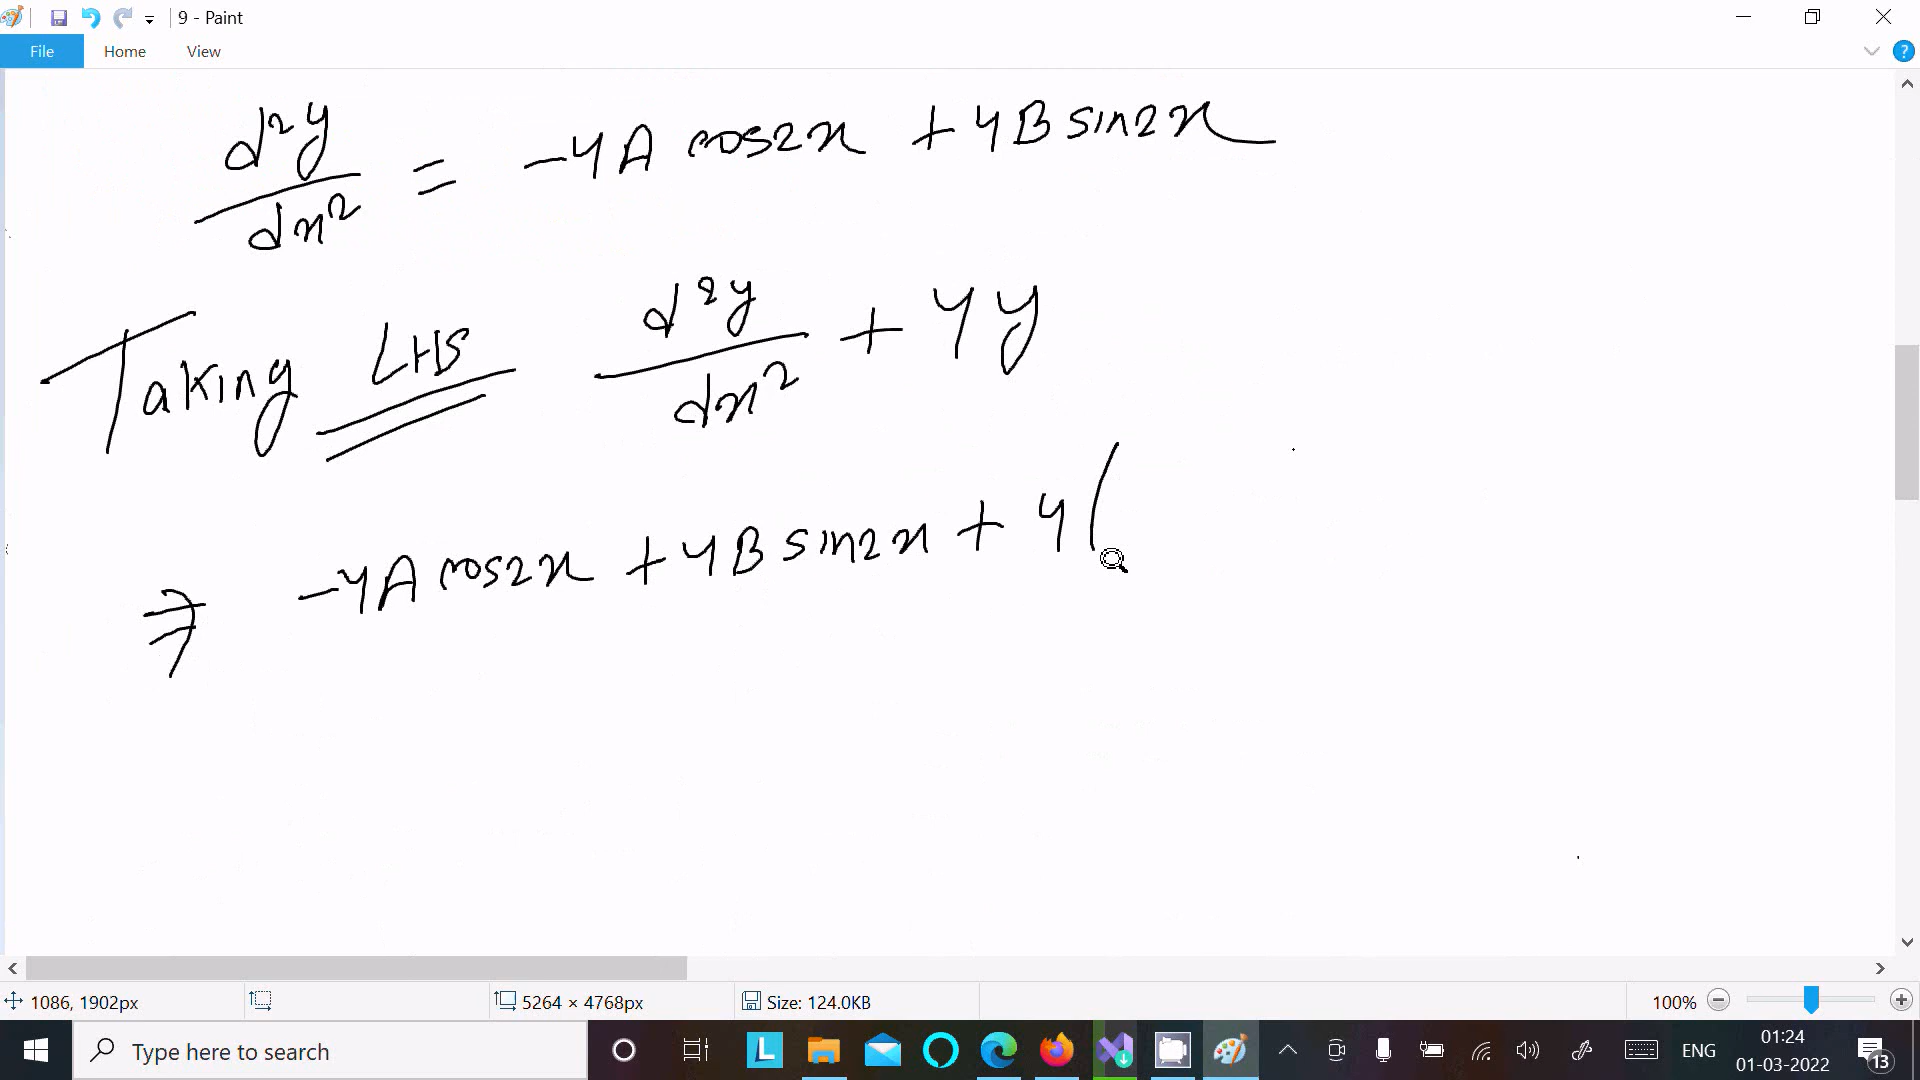 9 - Paint
File Home View
d²y/dx² = -4A cos2x + 4B sin2x
Taking LHS d²y/dx² + 4y
⇒ -4A cos2x + 4B sin2x + 4(
1086, 1902px 5264 × 4768px Size: 124.0KB 100%
Type here to search L ENG 01:24
01-03-2022 13